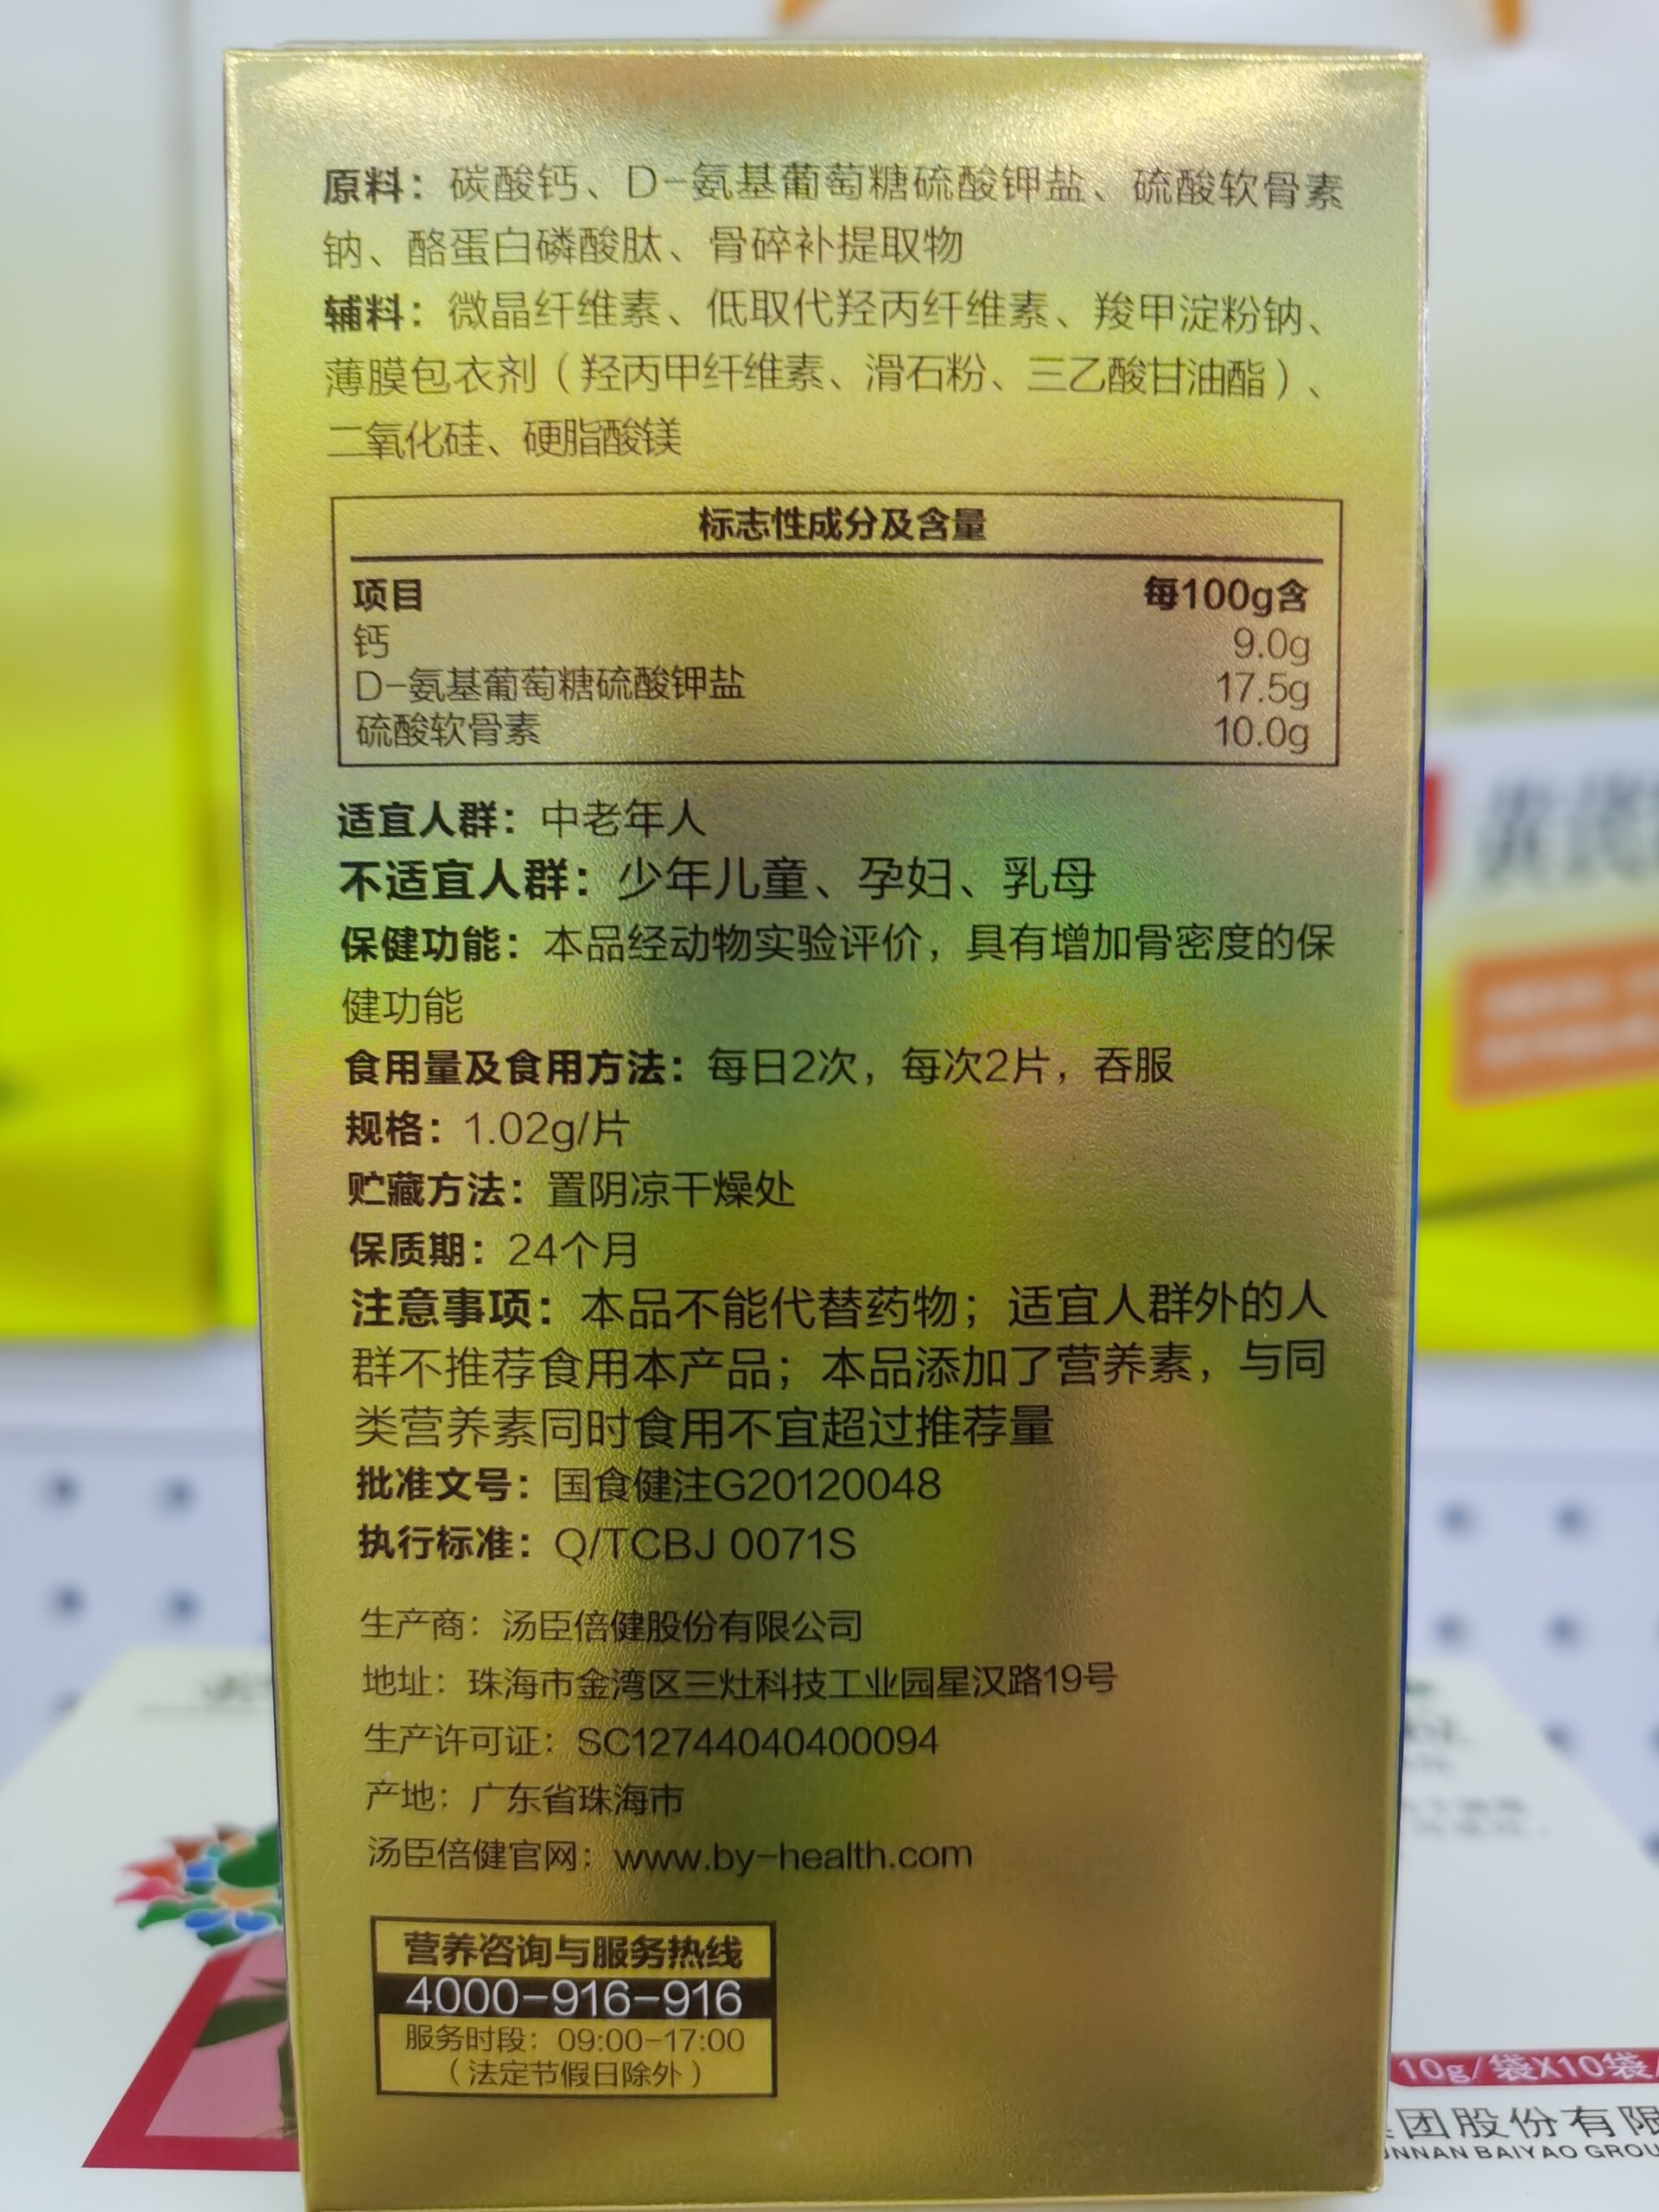 原料：碳酸钙、D-氨基葡萄糖硫酸钾盐、硫酸软骨素
钠、酪蛋白磷酸肽、骨碎补提取物
辅料：微晶纤维素、低取代羟丙纤维素、羧甲淀粉钠、
薄膜包衣剂（羟丙甲纤维素、滑石粉、三乙酸甘油酯）、
二氧化硅、硬脂酸镁
标志性成分及含量
项目 每100g含
钙 9.0g
D-氨基葡萄糖硫酸钾盐 17.5g
硫酸软骨素 10.0g
适宜人群：中老年人
不适宜人群：少年儿童、孕妇、乳母
保健功能：本品经动物实验评价，具有增加骨密度的保
健功能
食用量及食用方法：每日2次，每次2片，吞服
规格：1.02g/片
贮藏方法：置阴凉干燥处
保质期：24个月
注意事项：本品不能代替药物；适宜人群外的人
群不推荐食用本产品；本品添加了营养素，与同
类营养素同时食用不宜超过推荐量
批准文号：国食健注G20120048
执行标准：Q/TCBJ 0071S
生产商：汤臣倍健股份有限公司
地址：珠海市金湾区三灶科技工业园星汉路19号
生产许可证：SC12744040400094
产地：广东省珠海市
汤臣倍健官网：www.by-health.com
营养咨询与服务热线
4000-916-916
服务时段：09:00-17:00
（法定节假日除外）
10g/袋X10袋
团股份有限
NNAN BAIYAO GROU